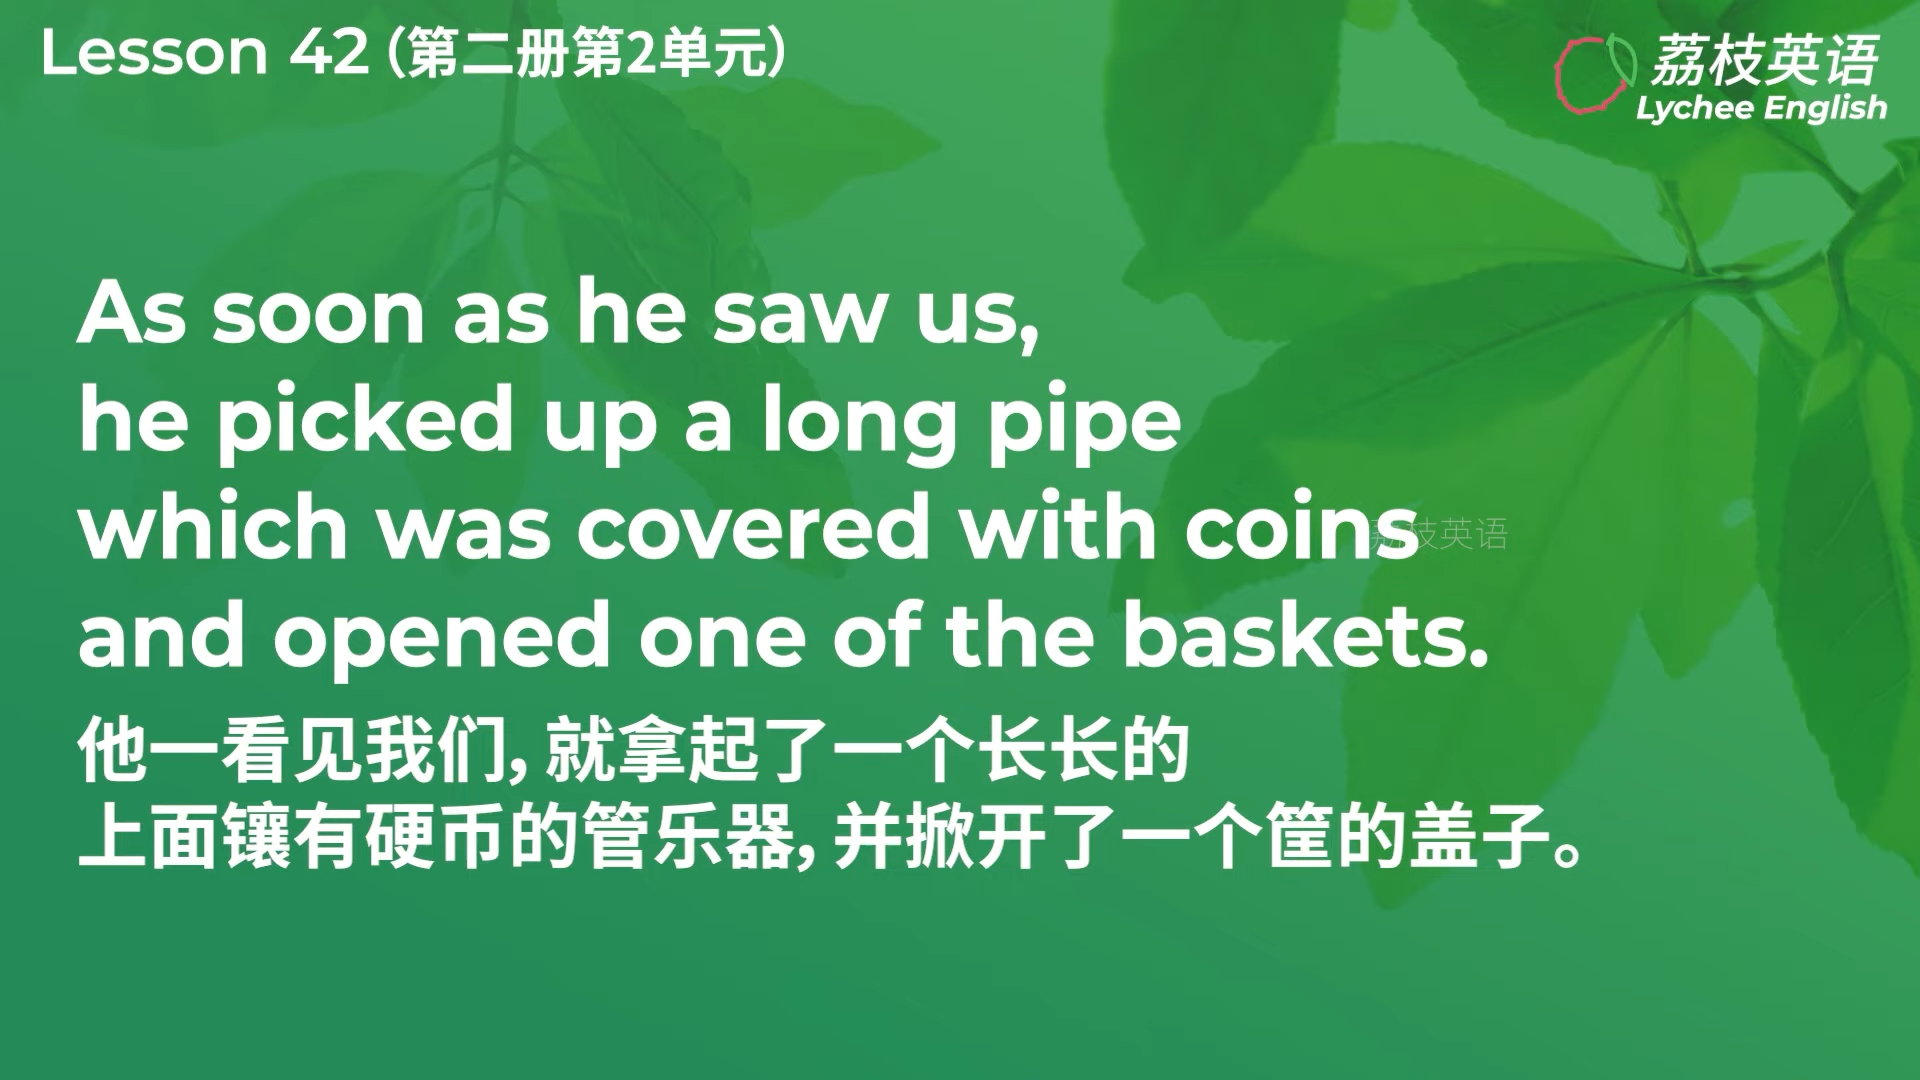 Lesson 42（第二册第2单元）
荔枝英语
Lychee English
As soon as he saw us,
he picked up a long pipe
which was covered with coins
and opened one of the baskets.
荔枝英语
他一看见我们，就拿起了一个长长的
上面镶有硬币的管乐器，并掀开了一个筐的盖子。